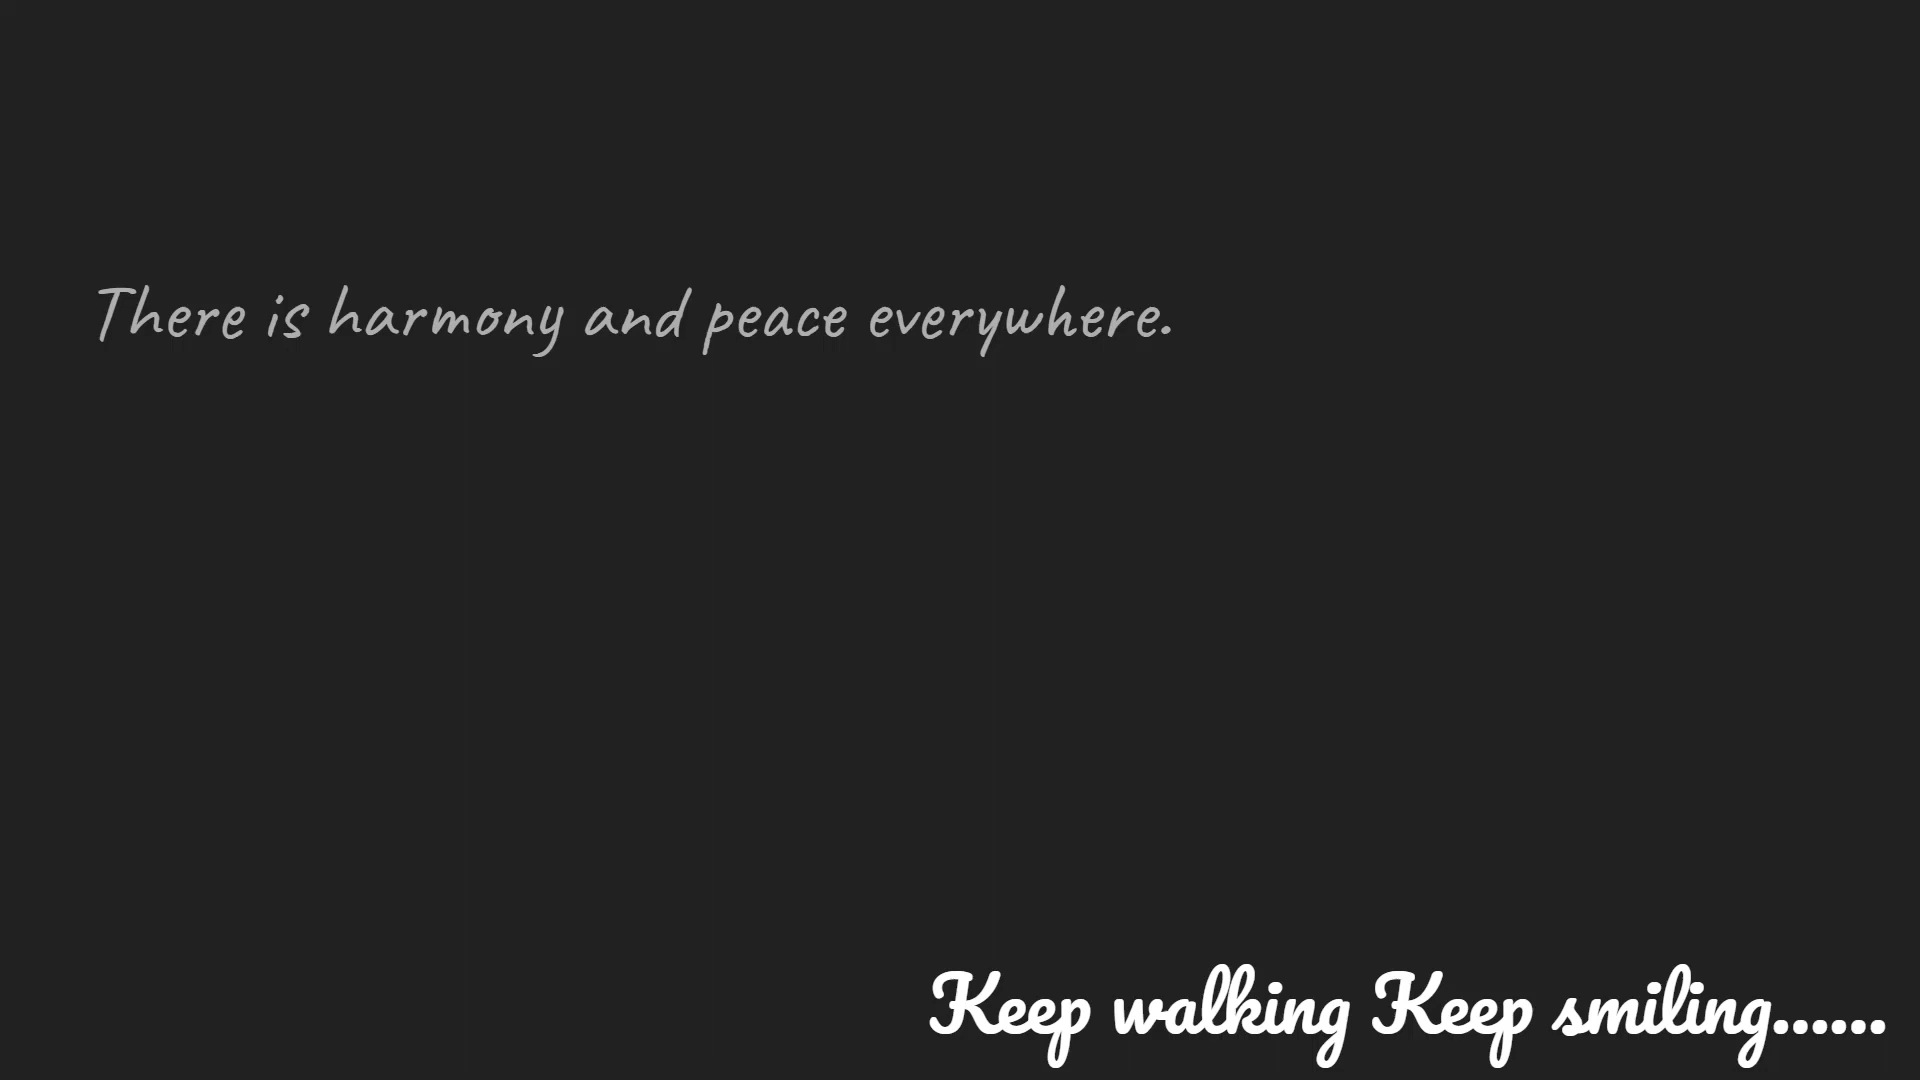 There is harmony and peace everywhere.
Keep walking Keep smiling......